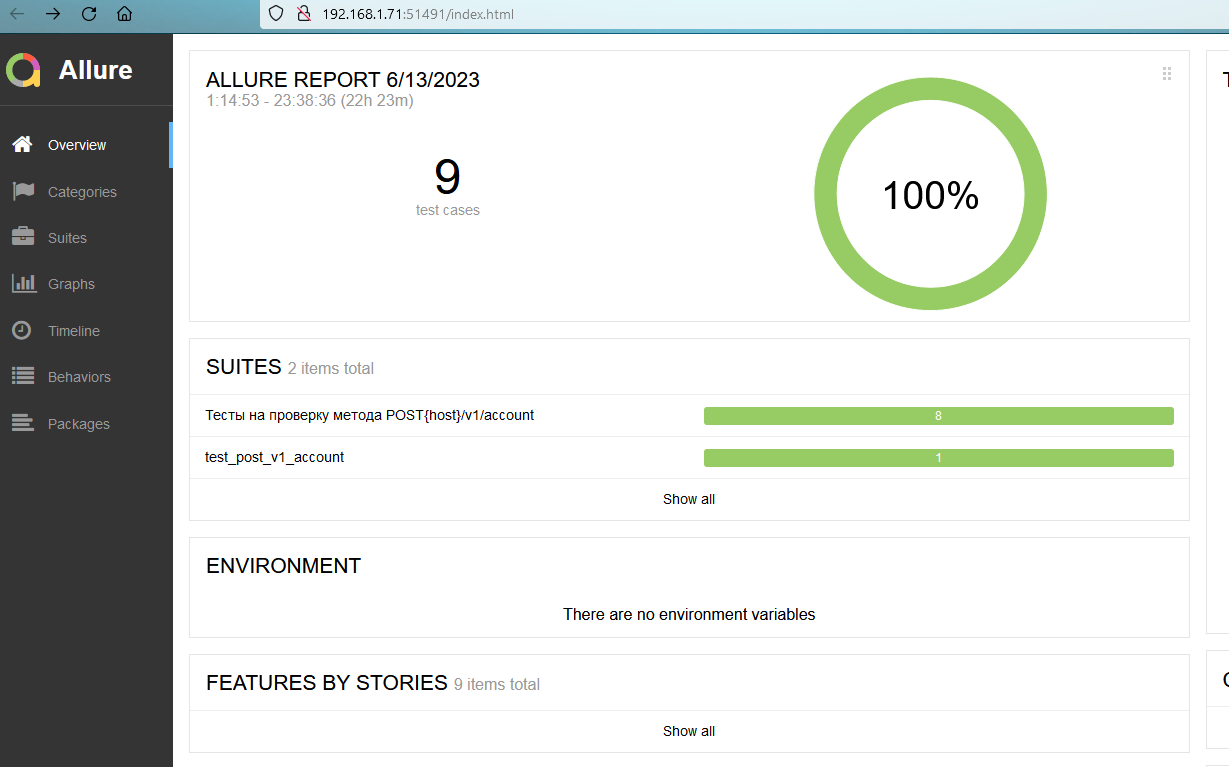 192.168.1.71:51491/index.html
Allure
Overview
Categories
Suites
Graphs
Timeline
Behaviors
Packages
ALLURE REPORT 6/13/2023
1:14:53 - 23:38:36 (22h 23m)
9
test cases
100%
SUITES 2 items total
Тесты на проверку метода POST{host}/v1/account 8
test_post_v1_account 1
Show all
ENVIRONMENT
There are no environment variables
FEATURES BY STORIES 9 items total
Show all